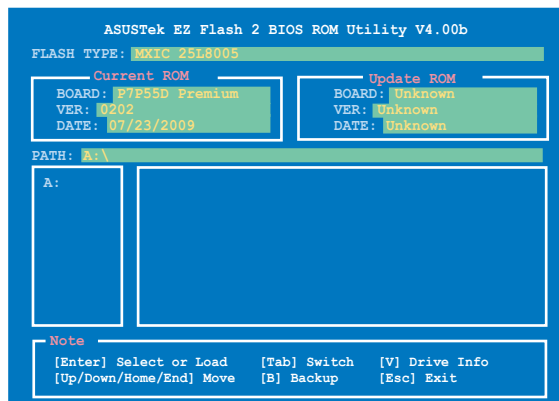 ASUSTek EZ Flash 2 BIOS ROM Utility V4.00b
FLASH TYPE: MXIC 25L8005
Current ROM
BOARD: P7P55D Premium
VER: 0202
DATE: 07/23/2009
Update ROM
BOARD: Unknown
VER: Unknown
DATE: Unknown
PATH: A:\
A:
Note
[Enter] Select or Load [Tab] Switch [V] Drive Info
[Up/Down/Home/End] Move [B] Backup [Esc] Exit